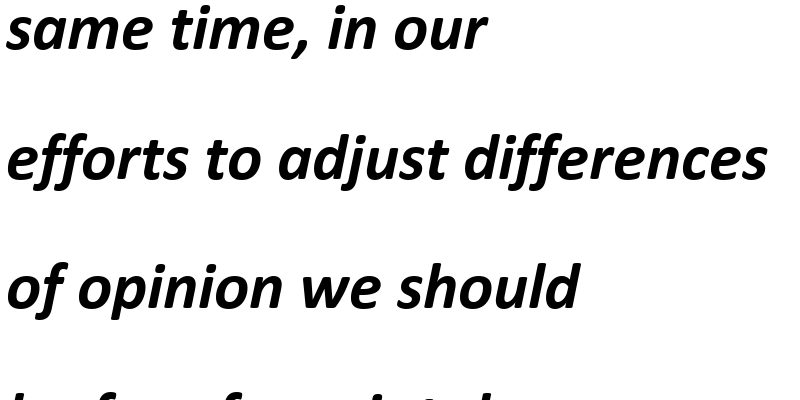 same time, in our
efforts to adjust differences
of opinion we should